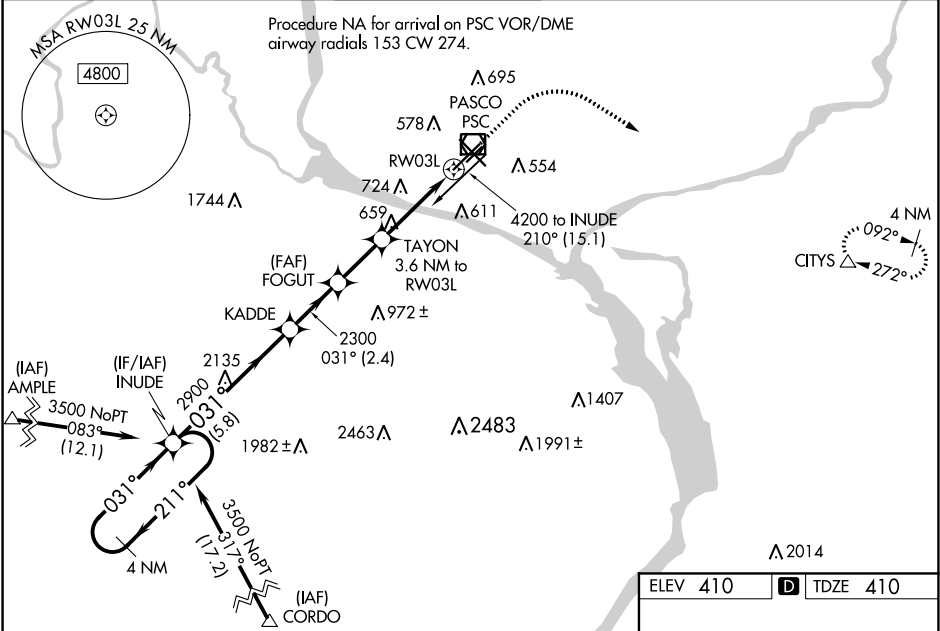 MSA RW03L 25 NM
4800
Procedure NA for arrival on PSC VOR/DME
airway radials 153 CW 274.
695
PASCO
PSC
578
RW03L
554
724
1744
659
611
4200 to INUDE
210° (15.1)
4 NM
092°
CITYS
272°
TAYON
3.6 NM to
RW03L
(FAF)
FOGUT
KADDE
972 ±
2300
031° (2.4)
2135
(IF/IAF)
INUDE
(IAF)
AMPLE
2900
031°
(5.8)
3500 NoPT
083°
(12.1)
1407
1982 ±
2463
2483
1991 ±
031°
211°
4 NM
3500 NoPT
317°
(17.2)
(IAF)
CORDO
2014
ELEV 410 D TDZE 410